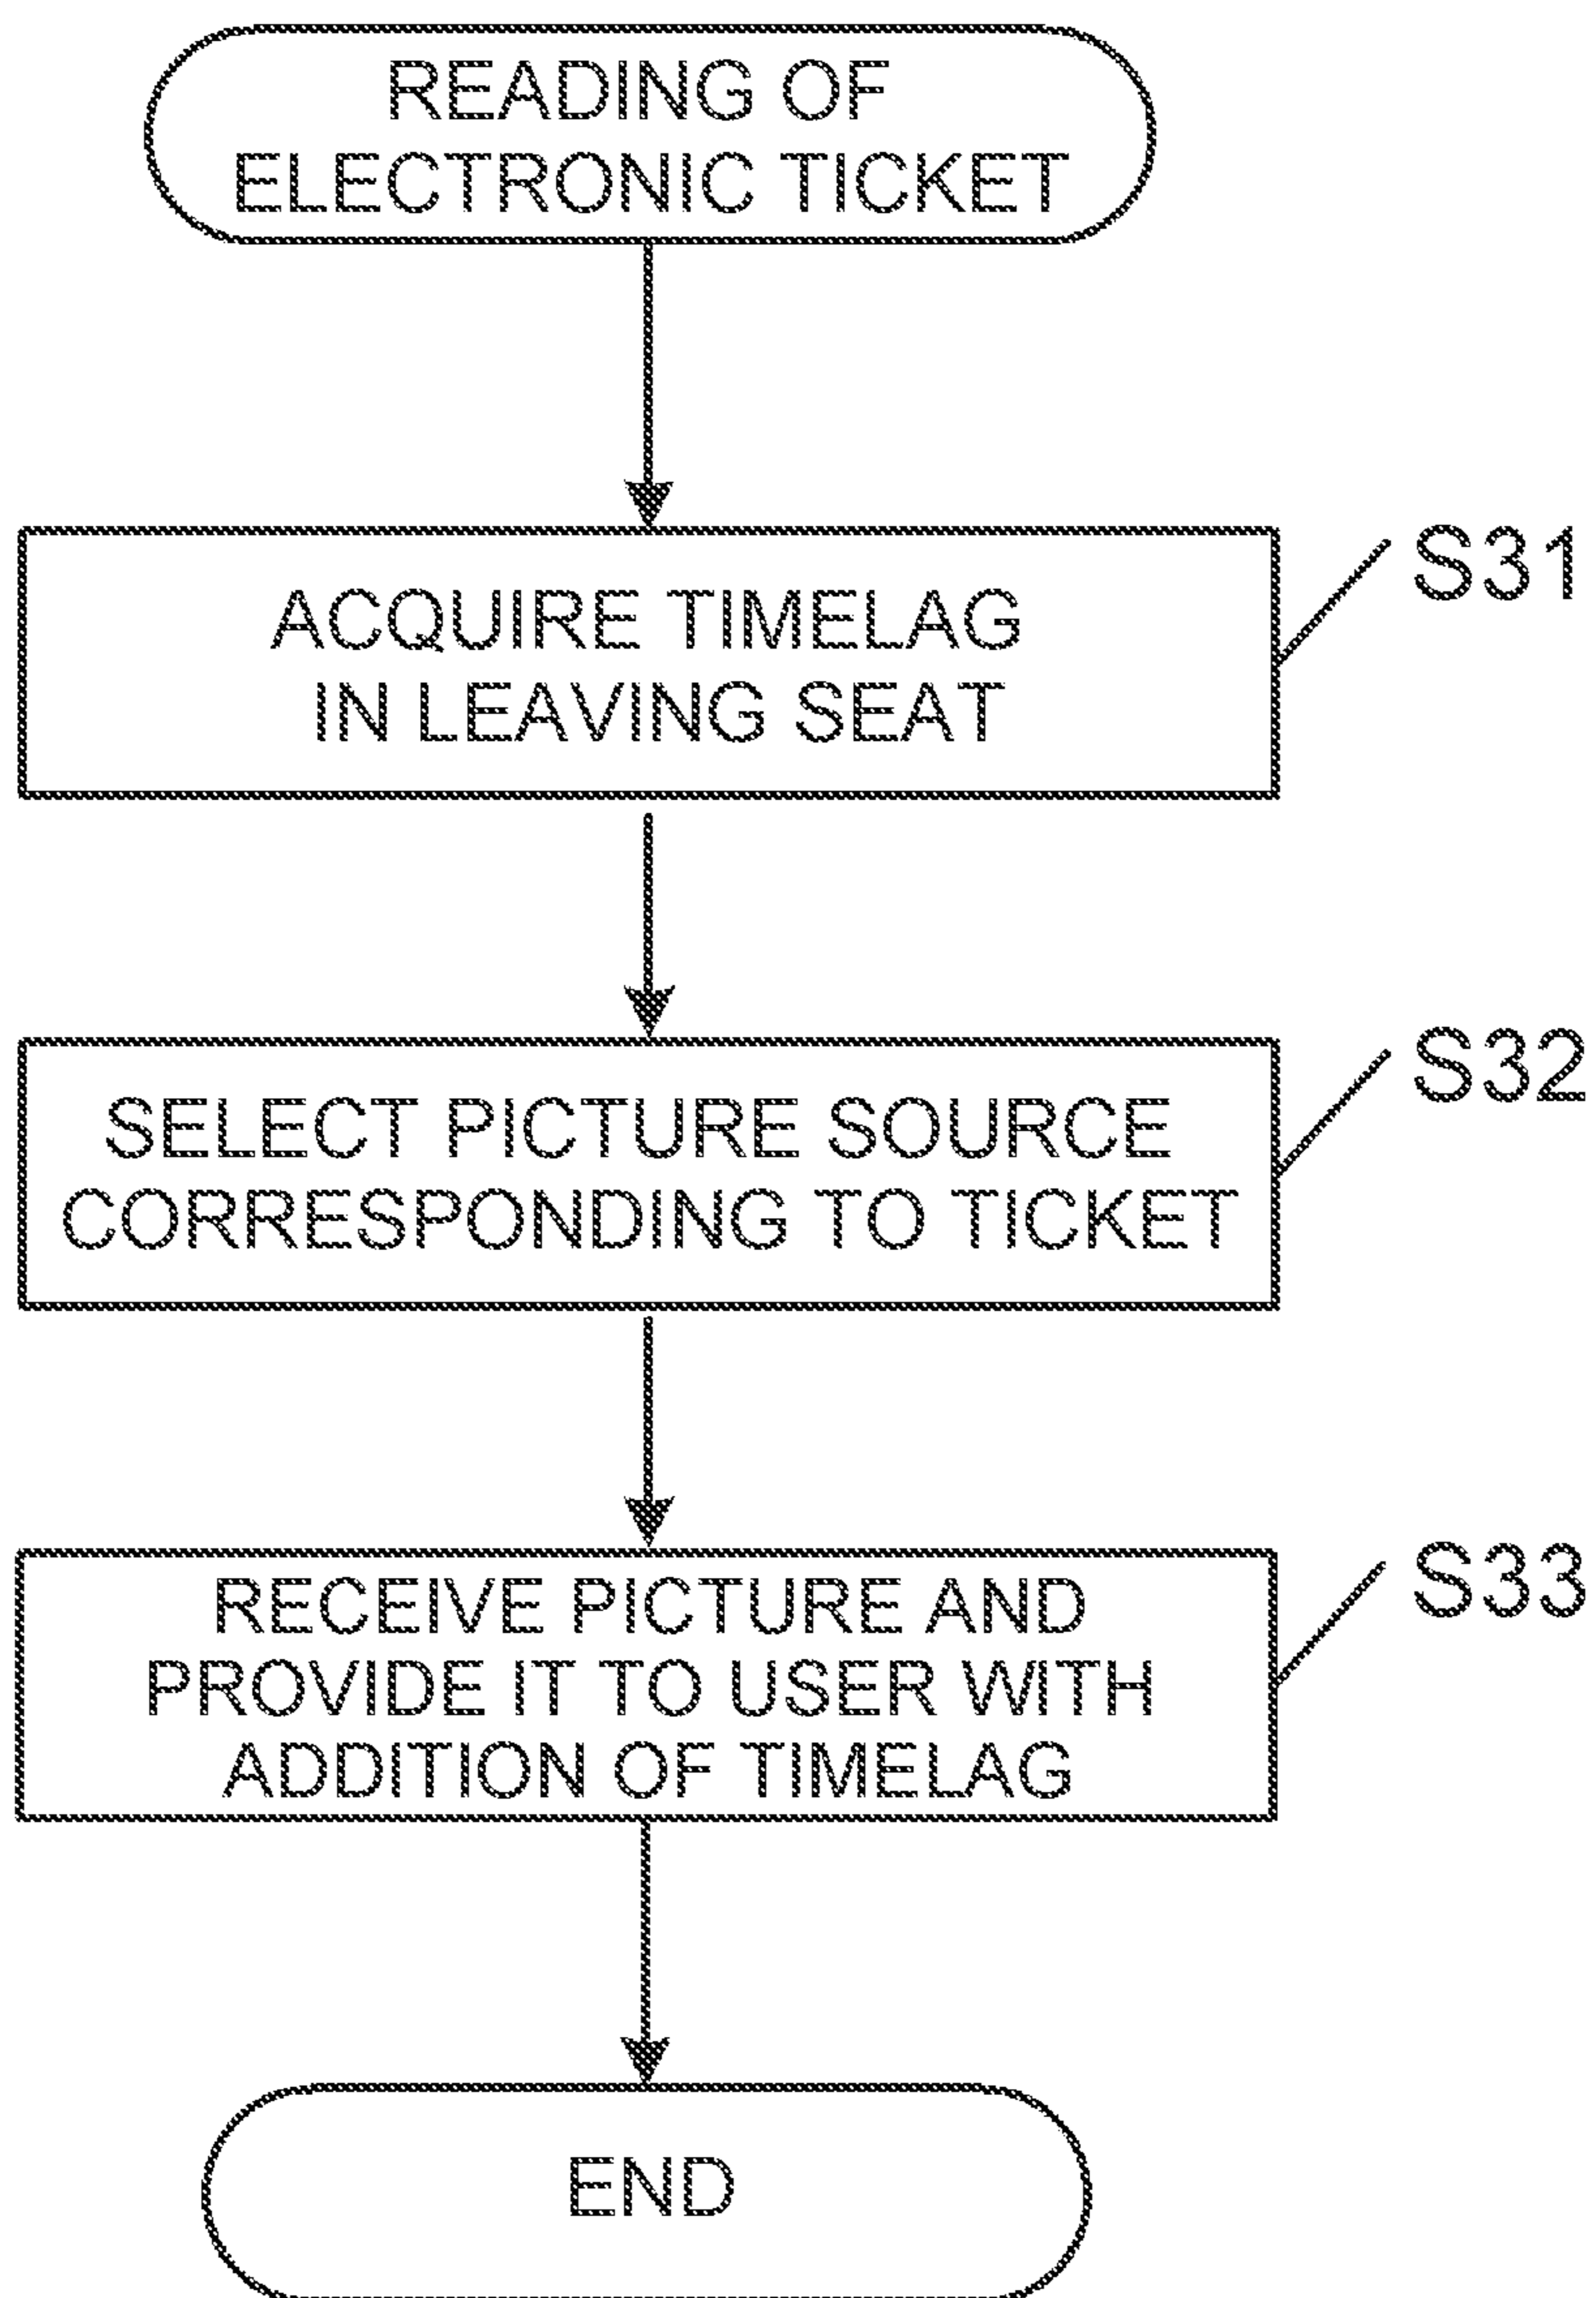 READING OF
ELECTRONIC TICKET
ACQUIRE TIMELAG
IN LEAVING SEAT
S31
SELECT PICTURE SOURCE
CORRESPONDING TO TICKET
S32
RECEIVE PICTURE AND
PROVIDE IT TO USER WITH
ADDITION OF TIMELAG
S33
END